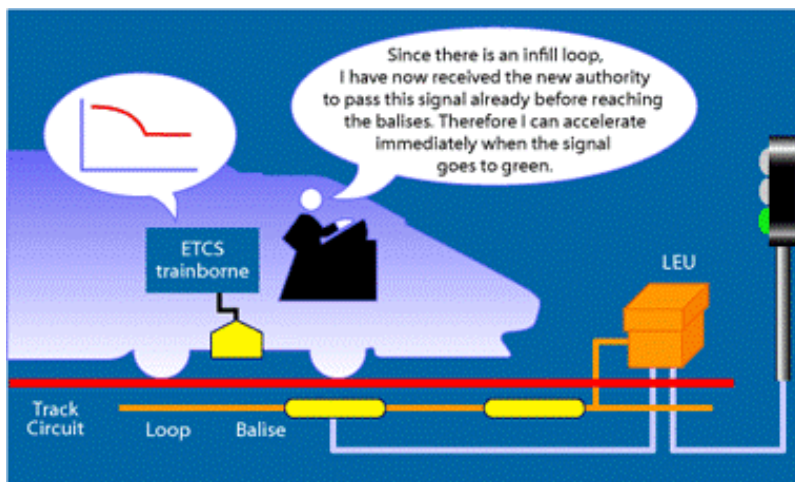 Since there is an infill loop,
I have now received the new authority
to pass this signal already before reaching
the balises. Therefore I can accelerate
immediately when the signal
goes to green.
ETCS
trainborne
LEU
Track
Circuit
Loop
Balise